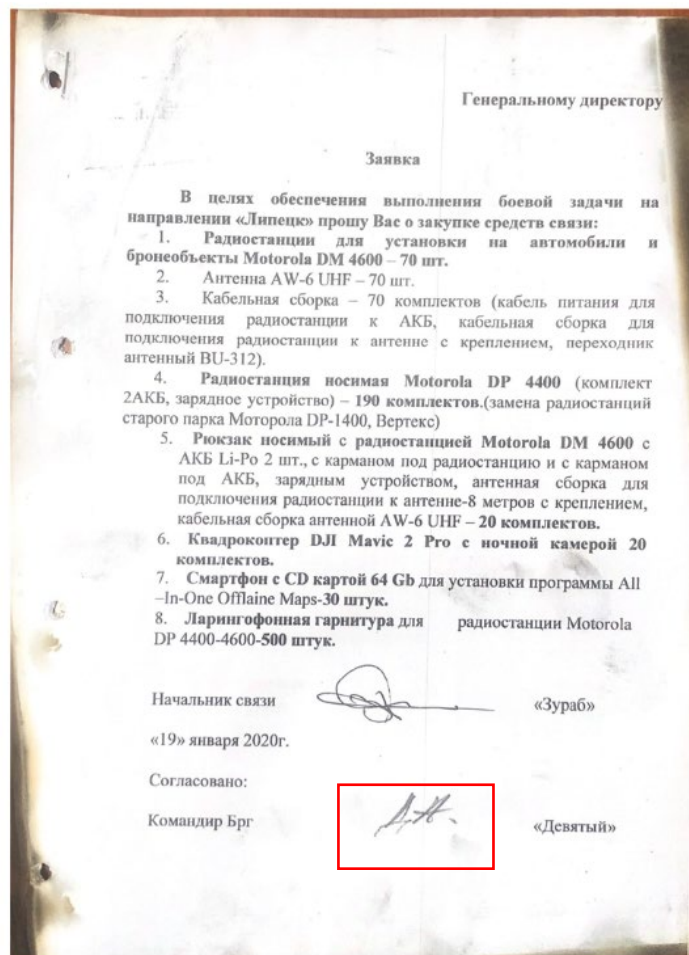 Генеральному директору
Заявка
В целях обеспечения выполнения боевой задачи на
направлении «Липецк» прошу Вас о закупке средств связи:
1. Радиостанции для установки на автомобили и
бронеобъекты Motorola DM 4600 – 70 шт.
2. Антенна AW-6 UHF – 70 шт.
3. Кабельная сборка – 70 комплектов (кабель питания для
подключения радиостанции к АКБ, кабельная сборка для
подключения радиостанции к антенне с креплением, переходник
антенный BU-312).
4. Радиостанция носимая Motorola DP 4400 (комплект
2АКБ, зарядное устройство) – 190 комплектов.(замена радиостанций
старого парка Моторола DP-1400, Вертекс)
5. Рюкзак носимый с радиостанцией Motorola DM 4600 с
АКБ Li-Po 2 шт., с карманом под радиостанцию и с карманом
под АКБ, зарядным устройством, антенная сборка для
подключения радиостанции к антенне-8 метров с креплением,
кабельная сборка антенной AW-6 UHF – 20 комплектов.
6. Квадрокоптер DJI Mavic 2 Pro с ночной камерой 20
комплектов.
7. Смартфон с CD картой 64 Gb для установки программы All
–In-One Offlaine Maps-30 штук.
8. Ларингофонная гарнитура для радиостанции Motorola
DP 4400-4600-500 штук.
Начальник связи «Зураб»
«19» января 2020г.
Согласовано:
Командир Брг «Девятый»